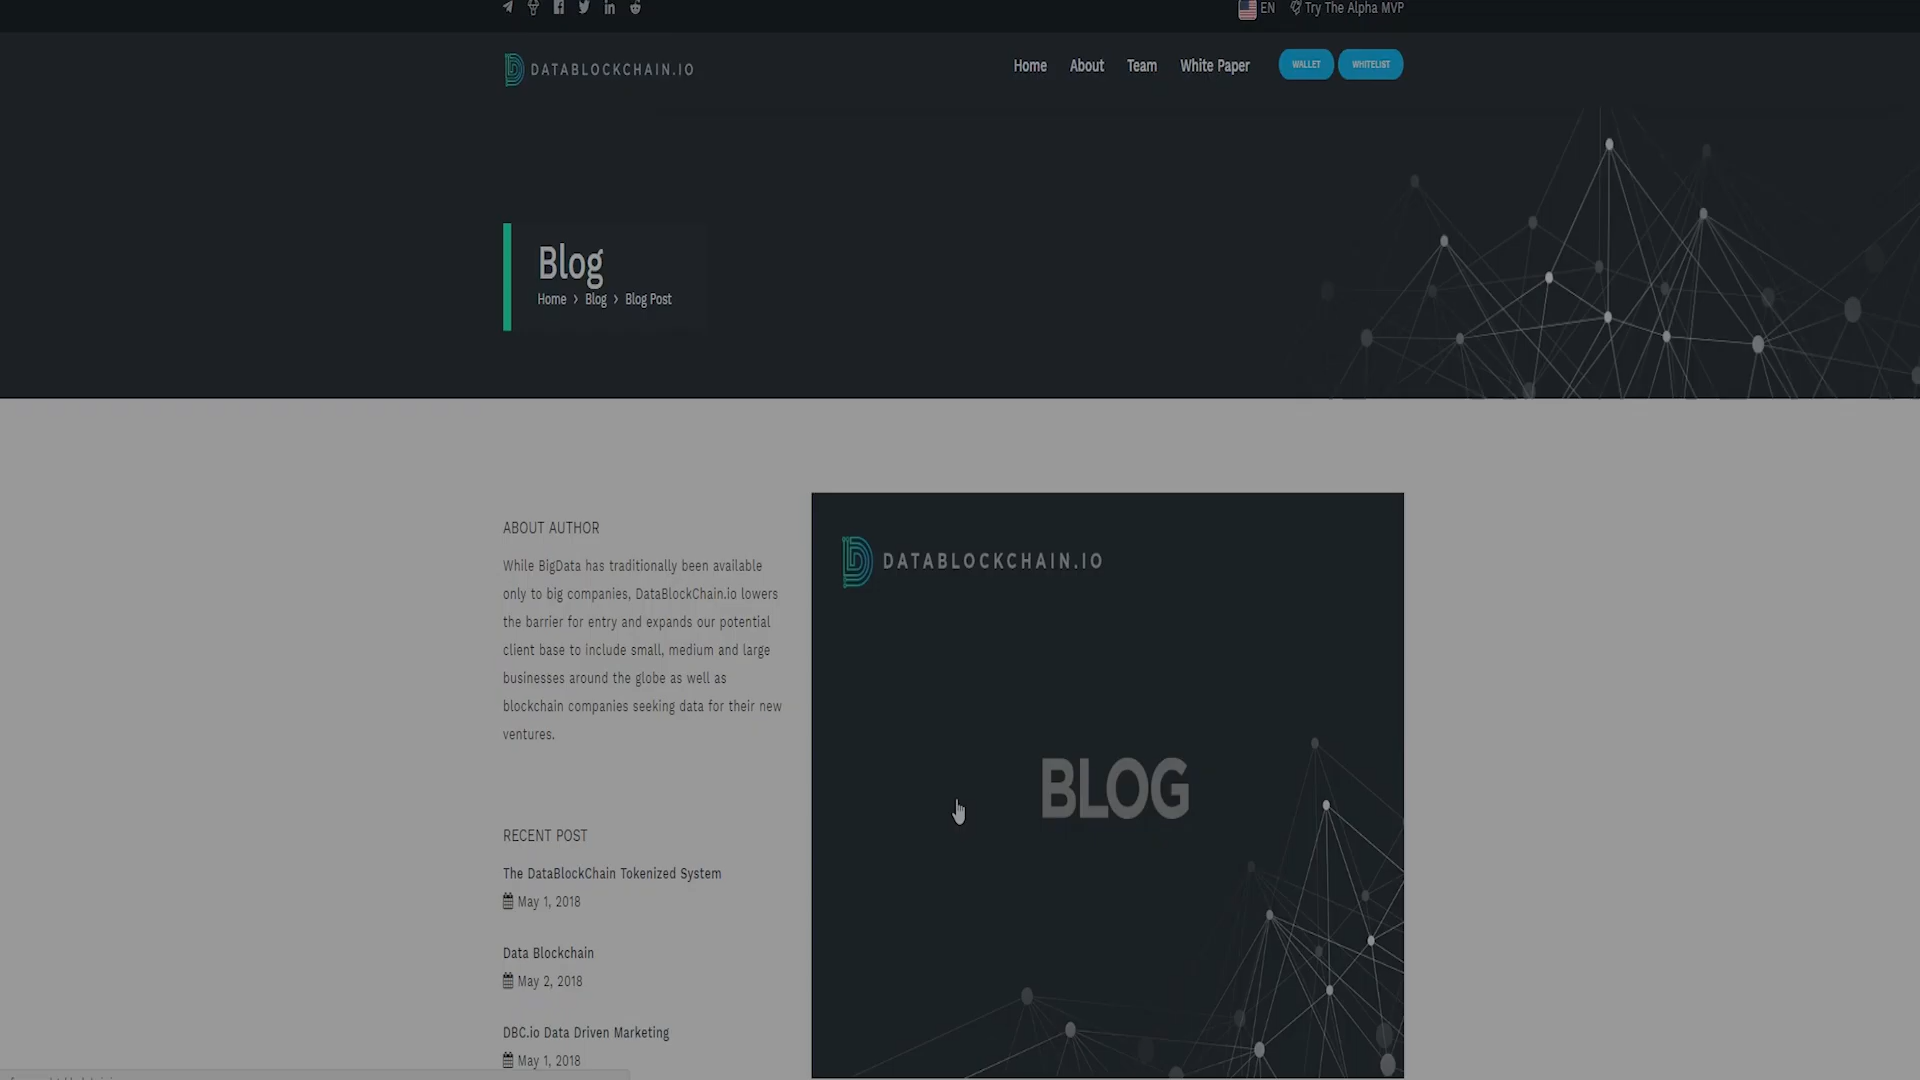 EN Try The Alpha MVP
DATABLOCKCHAIN.IO
Home About Team White Paper WALLET WHITELIST
Blog
Home › Blog › Blog Post
ABOUT AUTHOR
While BigData has traditionally been available
only to big companies, DataBlockChain.io lowers
the barrier for entry and expands our potential
client base to include small, medium and large
businesses around the globe as well as
blockchain companies seeking data for their new
ventures.
DATABLOCKCHAIN.IO
BLOG
RECENT POST
The DataBlockChain Tokenized System
May 1, 2018
Data Blockchain
May 2, 2018
DBC.io Data Driven Marketing
May 1, 2018